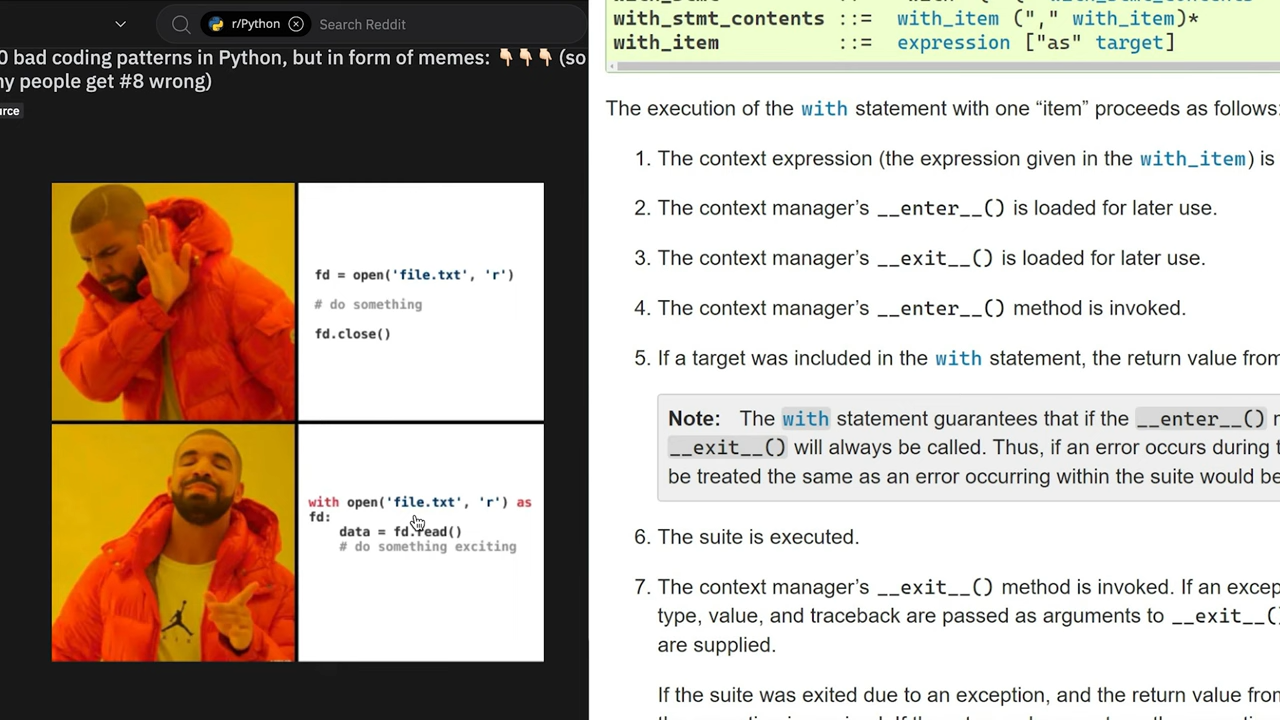 r/Python
Search Reddit
0 bad coding patterns in Python, but in form of memes: 👇🏻👇🏻👇🏻 (so
ny people get #8 wrong)
urce
fd = open('file.txt', 'r')
# do something
fd.close()
with open('file.txt', 'r') as
fd:
data = fd.read()
# do something exciting
with_stmt_contents ::= with_item ("," with_item)*
with_item ::= expression ["as" target]
The execution of the with statement with one “item” proceeds as follows:
1. The context expression (the expression given in the with_item) is
2. The context manager’s __enter__() is loaded for later use.
3. The context manager’s __exit__() is loaded for later use.
4. The context manager’s __enter__() method is invoked.
5. If a target was included in the with statement, the return value from
Note: The with statement guarantees that if the __enter__()
__exit__() will always be called. Thus, if an error occurs during
be treated the same as an error occurring within the suite would be
6. The suite is executed.
7. The context manager’s __exit__() method is invoked. If an excep
type, value, and traceback are passed as arguments to __exit__(
are supplied.
If the suite was exited due to an exception, and the return value from